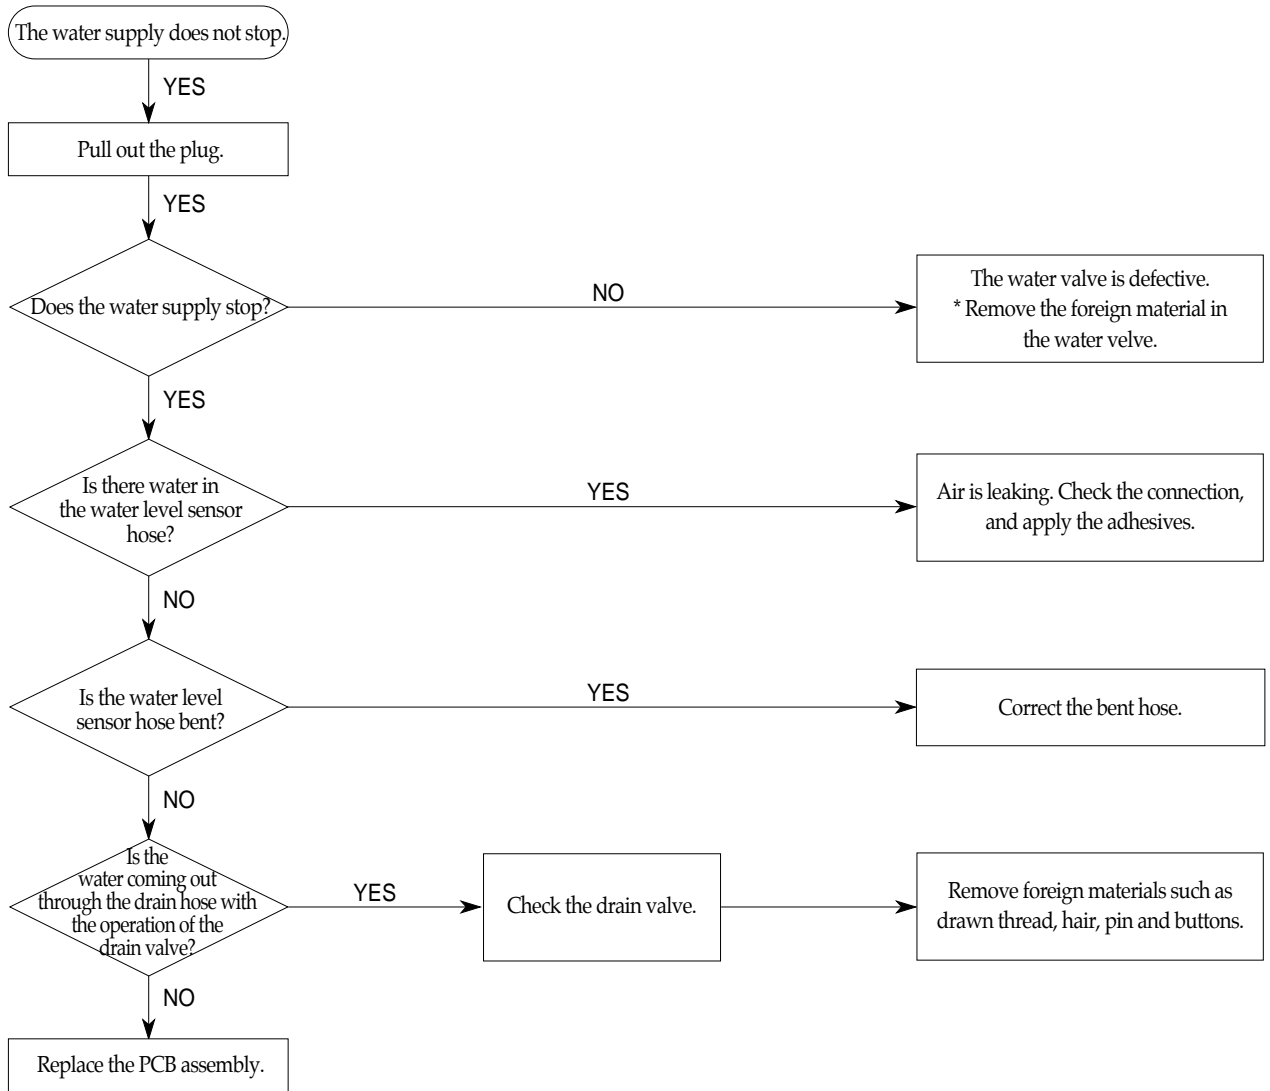 The water supply does not stop.
YES
Pull out the plug.
YES
Does the water supply stop?
NO
The water valve is defective.
* Remove the foreign material in
the water velve.
YES
Is there water in
the water level sensor
hose?
YES
Air is leaking. Check the connection,
and apply the adhesives.
NO
Is the water level
sensor hose bent?
YES
Correct the bent hose.
NO
Is the
water coming out
through the drain hose with
the operation of the
drain valve?
YES
Check the drain valve.
Remove foreign materials such as
drawn thread, hair, pin and buttons.
NO
Replace the PCB assembly.